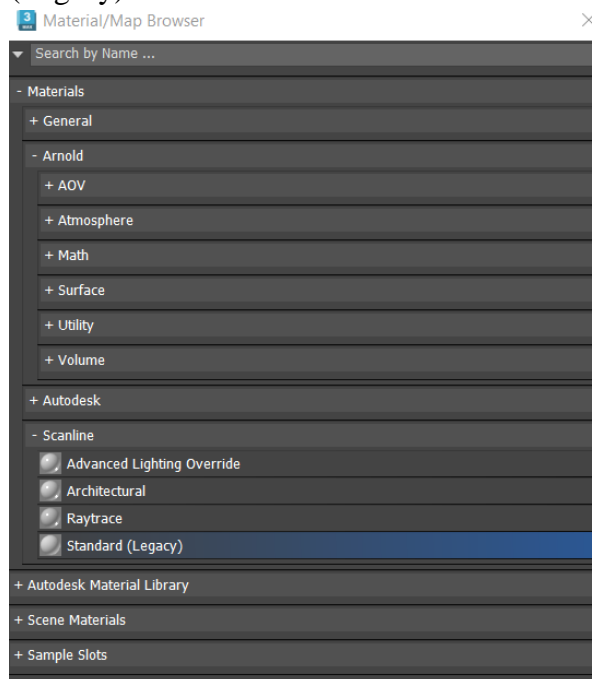 Material/Map Browser
Search by Name ...
- Materials
+ General
- Arnold
+ AOV
+ Atmosphere
+ Math
+ Surface
+ Utility
+ Volume
+ Autodesk
- Scanline
Advanced Lighting Override
Architectural
Raytrace
Standard (Legacy)
+ Autodesk Material Library
+ Scene Materials
+ Sample Slots